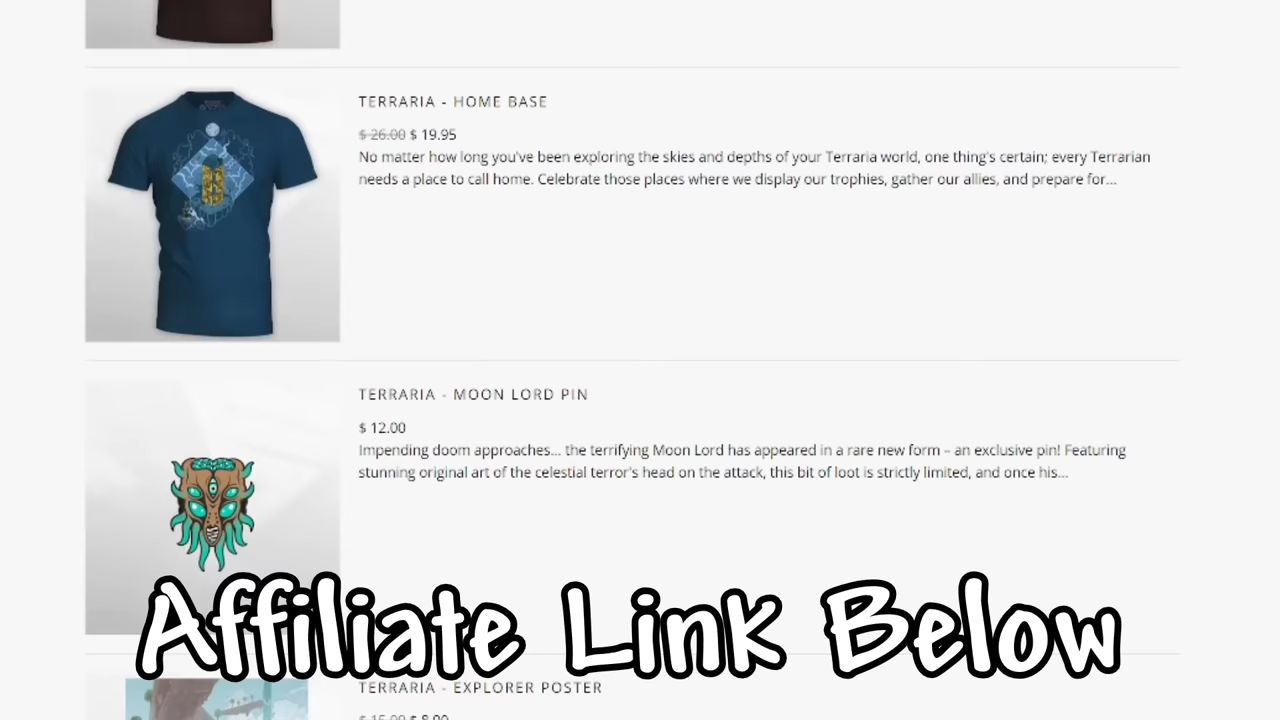 TERRARIA - HOME BASE
$ 26.00 $ 19.95
No matter how long you've been exploring the skies and depths of your Terraria world, one thing's certain; every Terrarian
needs a place to call home. Celebrate those places where we display our trophies, gather our allies, and prepare for...
TERRARIA - MOON LORD PIN
$ 12.00
Impending doom approaches... the terrifying Moon Lord has appeared in a rare new form – an exclusive pin! Featuring
stunning original art of the celestial terror's head on the attack, this bit of loot is strictly limited, and once his...
Affiliate Link Below
TERRARIA - EXPLORER POSTER
$ 15.00 $ 8.00